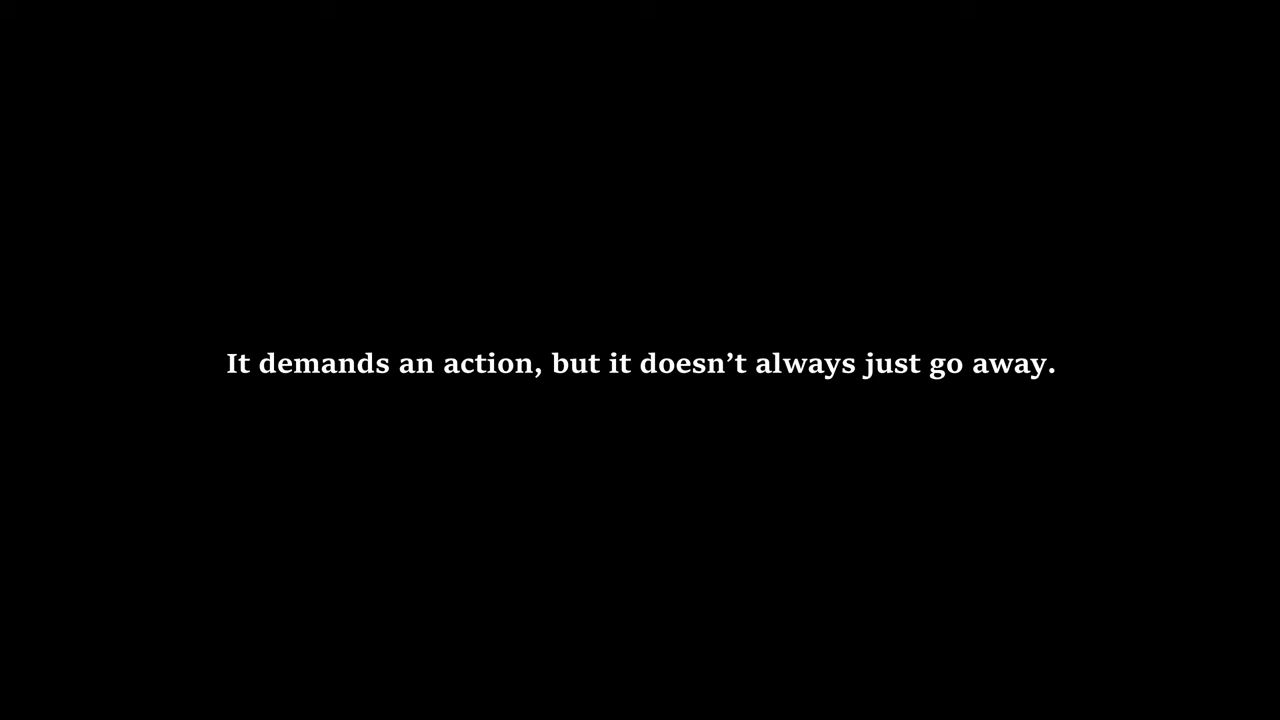 It demands an action, but it doesn’t always just go away.